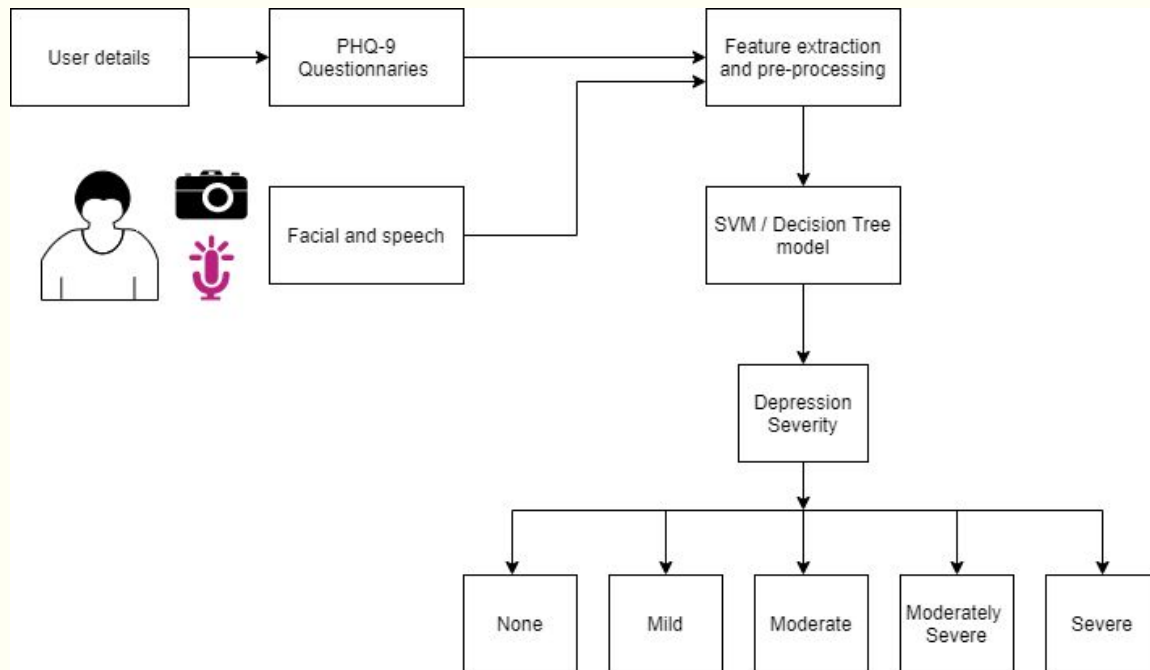 User details
PHQ-9
Questionnaries
Feature extraction
and pre-processing
Facial and speech
SVM / Decision Tree
model
Depression
Severity
None
Mild
Moderate
Moderately
Severe
Severe